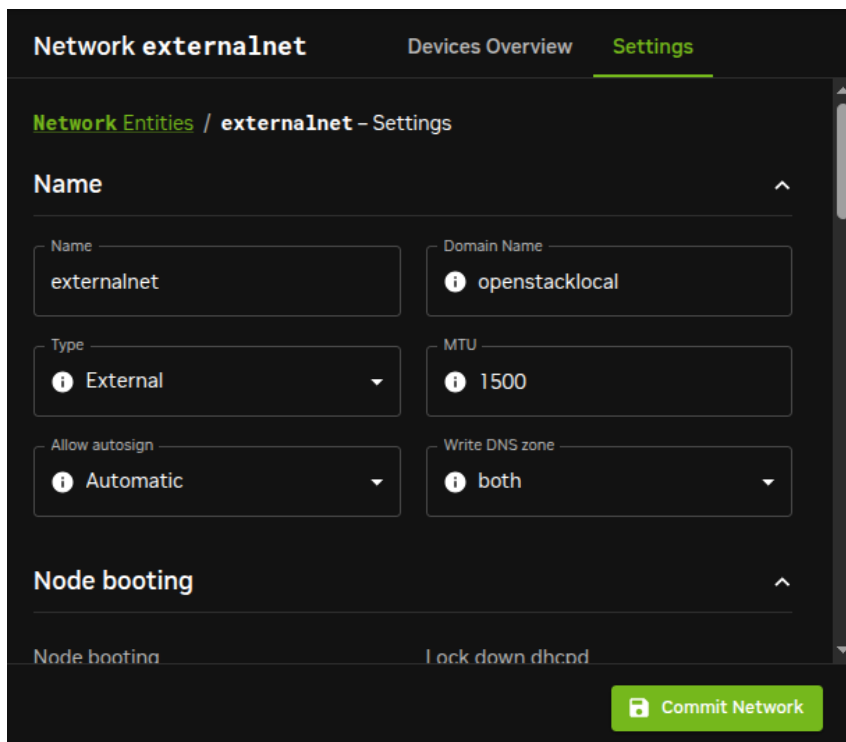 Network externalnet Devices Overview Settings
Network Entities / externalnet – Settings
Name
Name Domain Name
externalnet openstacklocal
Type MTU
External 1500
Allow autosign Write DNS zone
Automatic both
Node booting
Node booting Lock down dhcpd
Commit Network